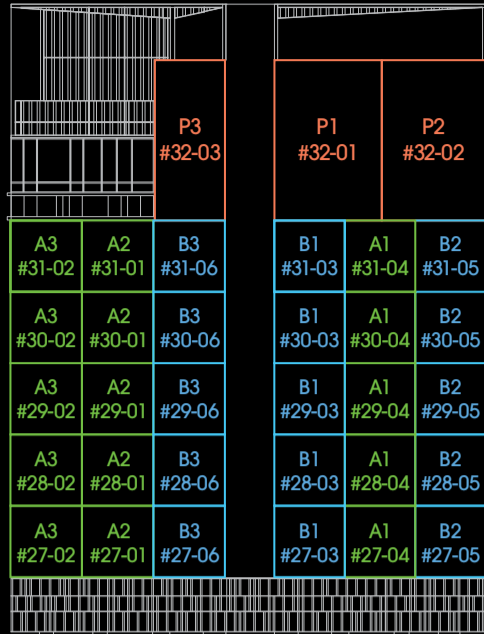 P3
#32-03
P1
#32-01
P2
#32-02
A3
#31-02
A2
#31-01
B3
#31-06
B1
#31-03
A1
#31-04
B2
#31-05
A3
#30-02
A2
#30-01
B3
#30-06
B1
#30-03
A1
#30-04
B2
#30-05
A3
#29-02
A2
#29-01
B3
#29-06
B1
#29-03
A1
#29-04
B2
#29-05
A3
#28-02
A2
#28-01
B3
#28-06
B1
#28-03
A1
#28-04
B2
#28-05
A3
#27-02
A2
#27-01
B3
#27-06
B1
#27-03
A1
#27-04
B2
#27-05